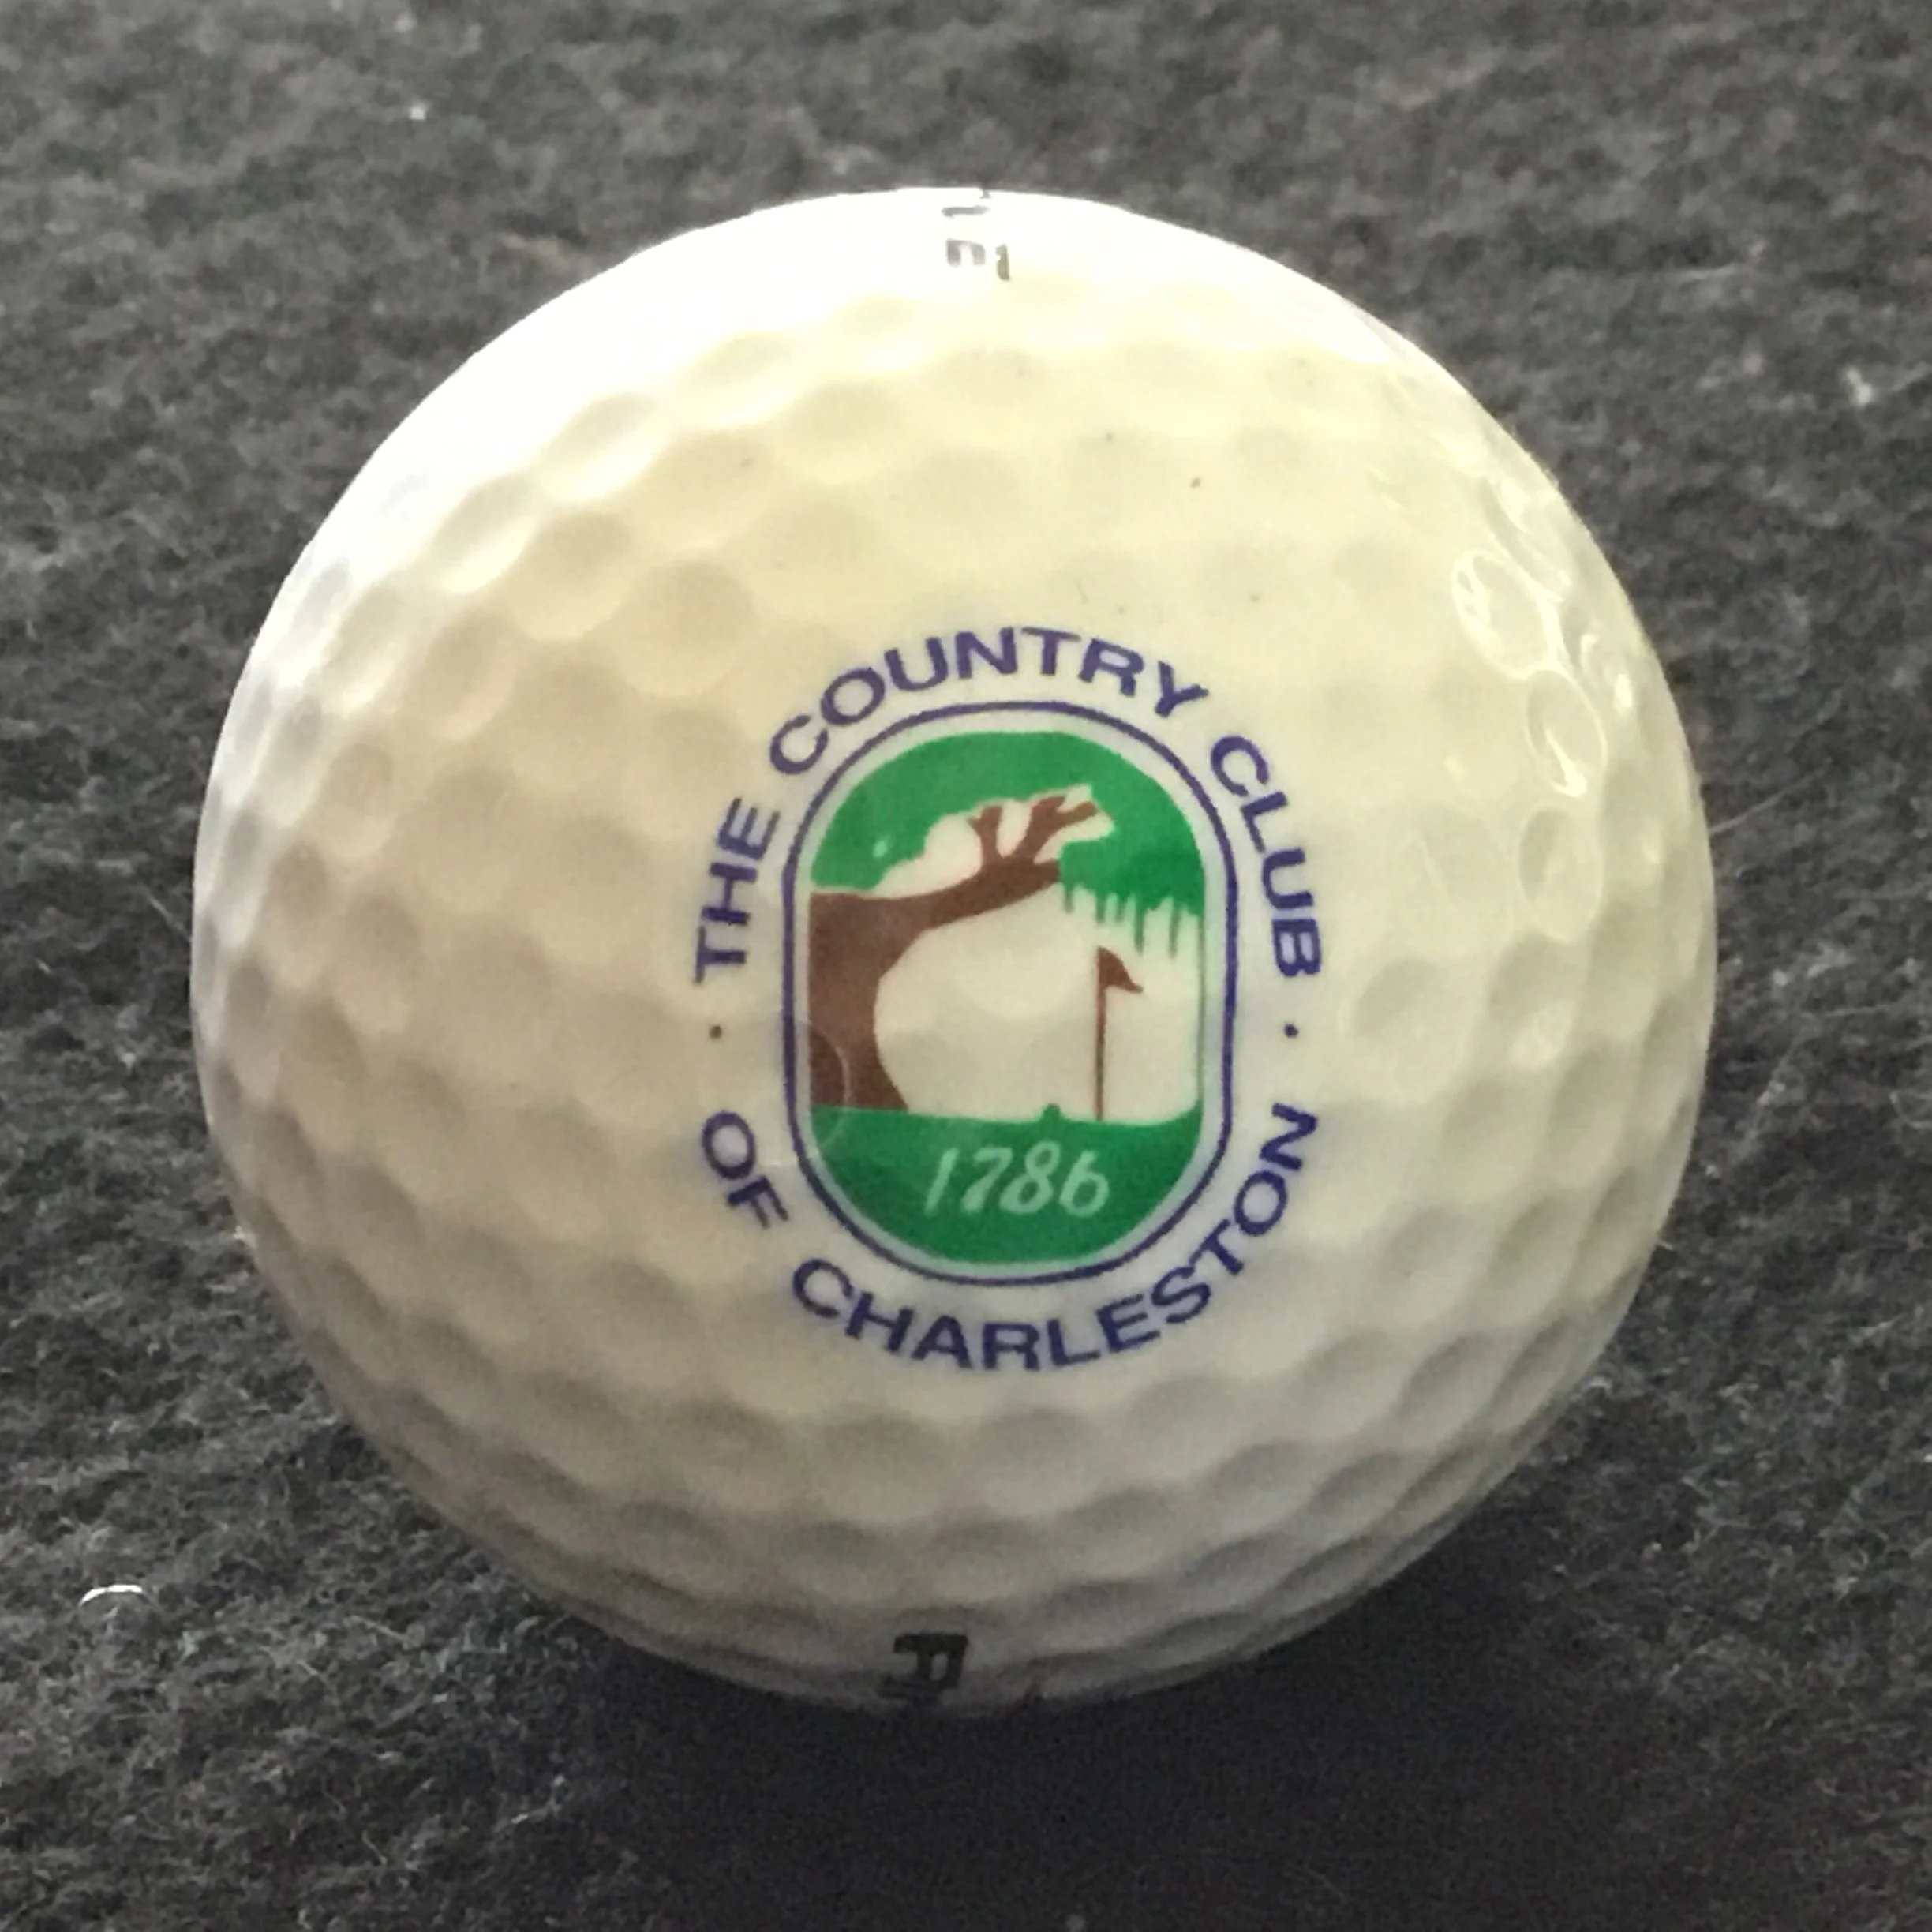 · THE COUNTRY CLUB ·
OF CHARLESTON
1786